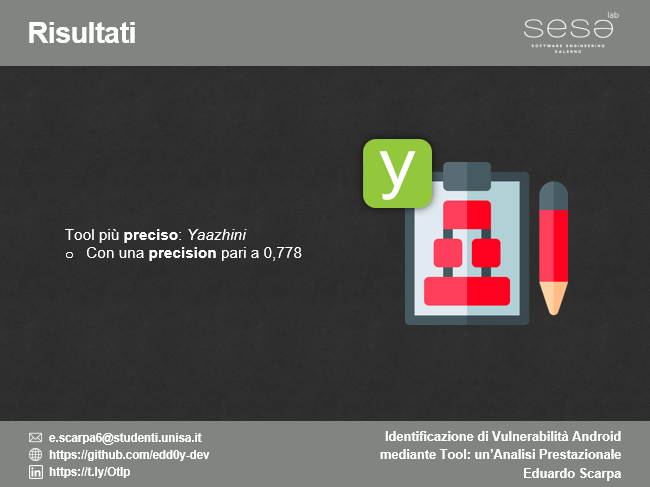 Risultati
sesa lab
SOFTWARE ENGINEERING
SALERNO
y
Tool più preciso: Yaazhini
o Con una precision pari a 0,778
e.scarpa6@studenti.unisa.it
https://github.com/edd0y-dev
https://t.ly/OtIp
Identificazione di Vulnerabilità Android
mediante Tool: un’Analisi Prestazionale
Eduardo Scarpa